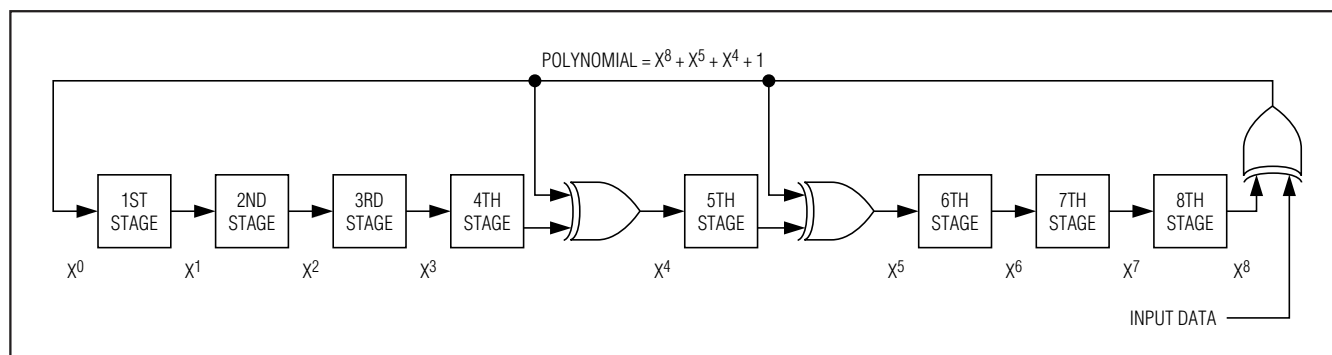 POLYNOMIAL = X⁸ + X⁵ + X⁴ + 1
1ST
STAGE
2ND
STAGE
3RD
STAGE
4TH
STAGE
5TH
STAGE
6TH
STAGE
7TH
STAGE
8TH
STAGE
X⁰
X¹
X²
X³
X⁴
X⁵
X⁶
X⁷
X⁸
INPUT DATA